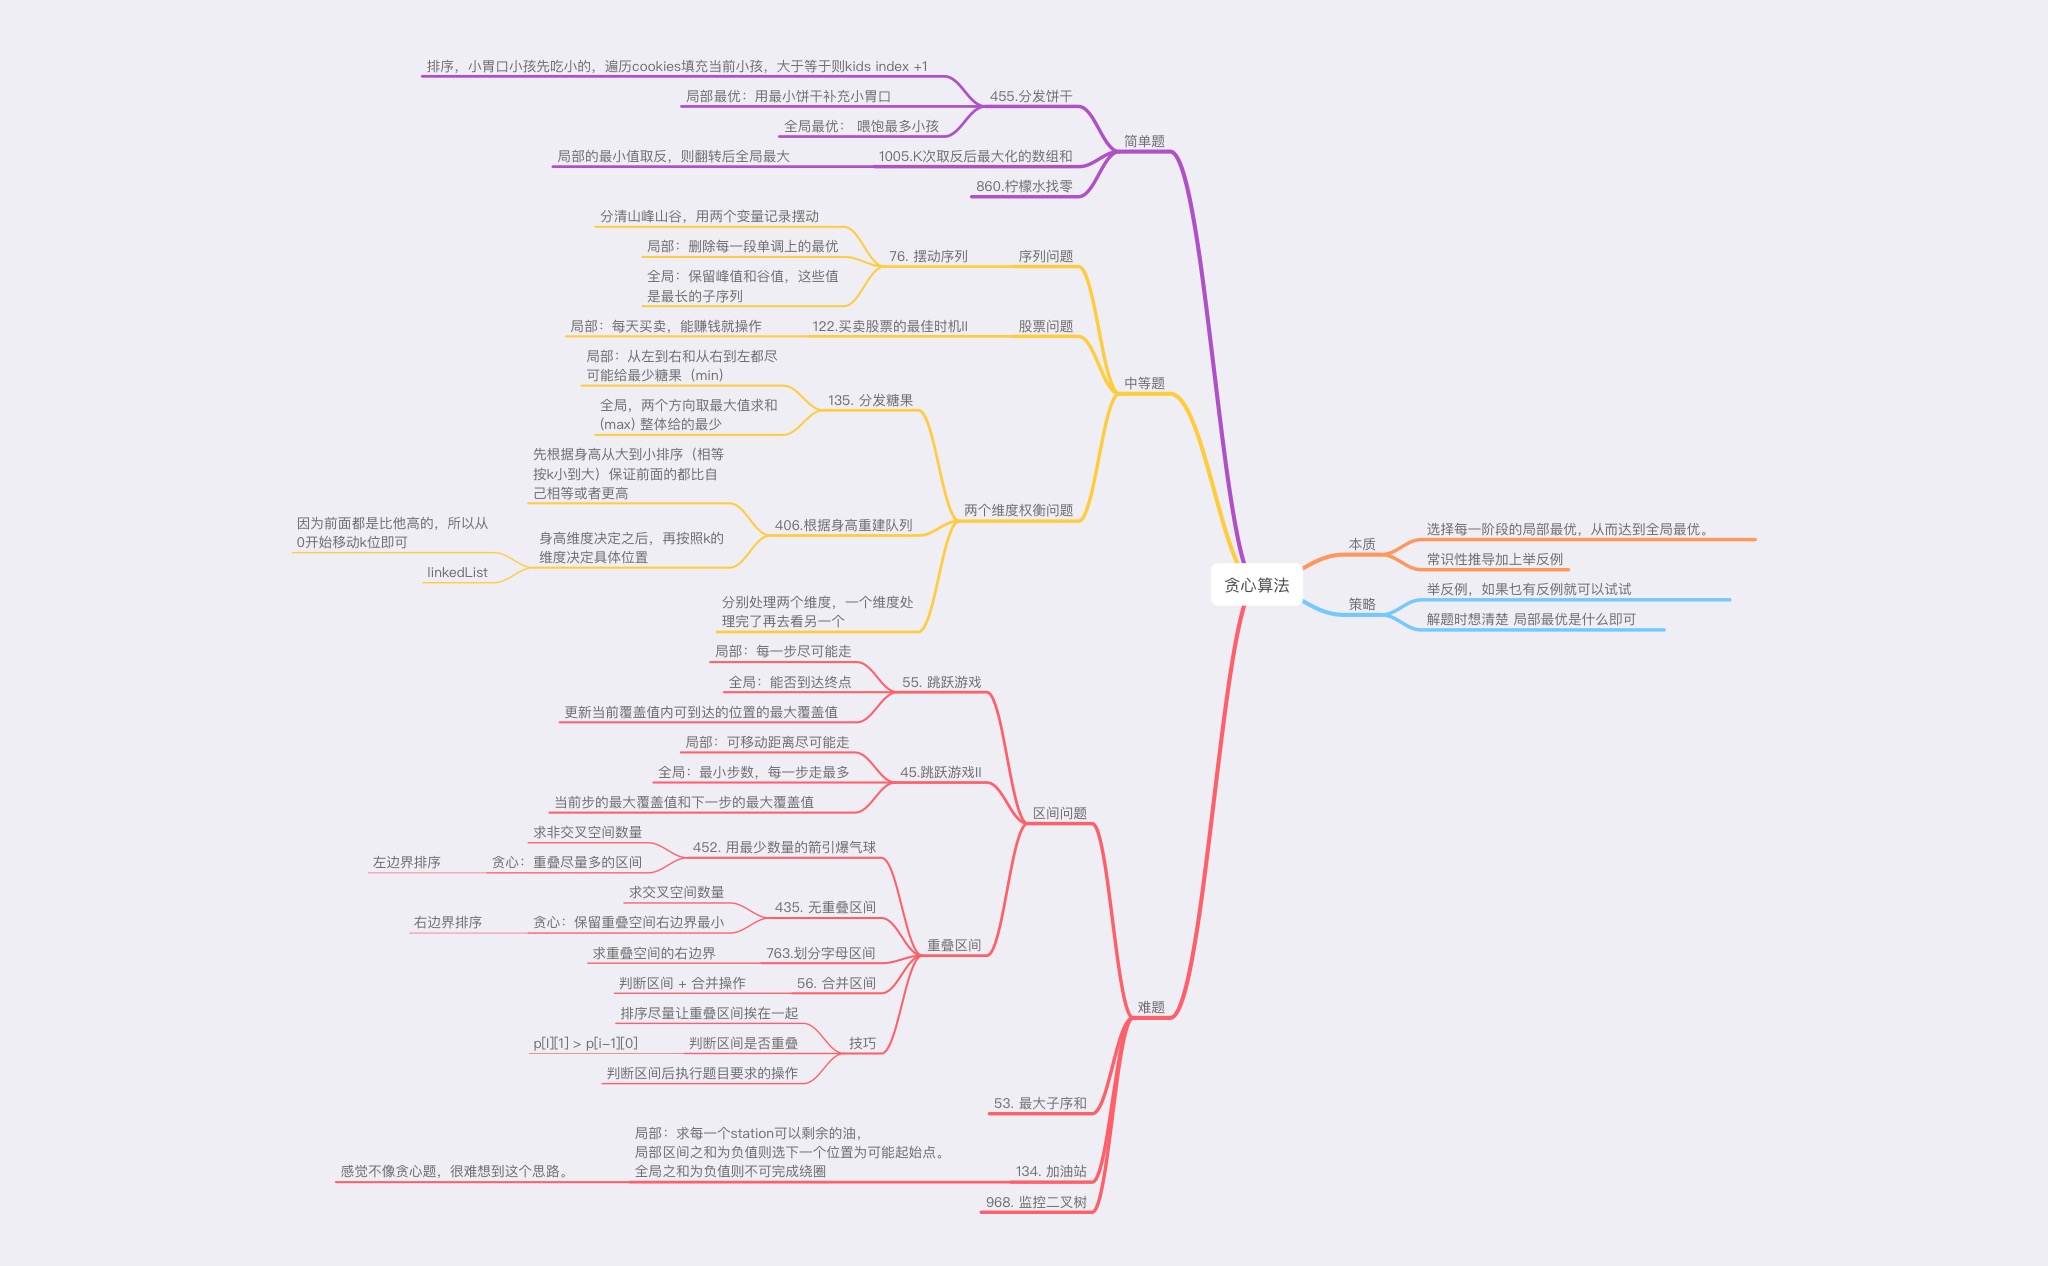 排序，小胃口小孩先吃小的，遍历cookies填充当前小孩，大于等于则kids index +1
局部最优：用最小饼干补充小胃口
全局最优： 喂饱最多小孩
455.分发饼干
局部的最小值取反，则翻转后全局最大
1005.K次取反后最大化的数组和
860.柠檬水找零
简单题
分清山峰山谷，用两个变量记录摆动
局部：删除每一段单调上的最优
全局：保留峰值和谷值，这些值
是最长的子序列
76. 摆动序列
序列问题
局部：每天买卖，能赚钱就操作
122.买卖股票的最佳时机II
股票问题
中等题
局部：从左到右和从右到左都尽
可能给最少糖果（min）
全局，两个方向取最大值求和
(max) 整体给的最少
135. 分发糖果
先根据身高从大到小排序（相等
按k小到大）保证前面的都比自
己相等或者更高
因为前面都是比他高的，所以从
0开始移动k位即可
linkedList
身高维度决定之后，再按照k的
维度决定具体位置
406.根据身高重建队列
分别处理两个维度，一个维度处
理完了再去看另一个
两个维度权衡问题
贪心算法
本质
选择每一阶段的局部最优，从而达到全局最优。
常识性推导加上举反例
策略
举反例，如果乜有反例就可以试试
解题时想清楚 局部最优是什么即可
局部：每一步尽可能走
全局：能否到达终点
更新当前覆盖值内可到达的位置的最大覆盖值
55. 跳跃游戏
局部：可移动距离尽可能走
全局：最小步数，每一步走最多
当前步的最大覆盖值和下一步的最大覆盖值
45.跳跃游戏II
区间问题
求非交叉空间数量
左边界排序
贪心：重叠尽量多的区间
452. 用最少数量的箭引爆气球
求交叉空间数量
右边界排序
贪心：保留重叠空间右边界最小
435. 无重叠区间
求重叠空间的右边界
763.划分字母区间
判断区间 + 合并操作
56. 合并区间
重叠区间
排序尽量让重叠区间挨在一起
p[I][1] > p[i-1][0]
判断区间是否重叠
判断区间后执行题目要求的操作
技巧
难题
53. 最大子序和
局部：求每一个station可以剩余的油，
局部区间之和为负值则选下一个位置为可能起始点。
全局之和为负值则不可完成绕圈
感觉不像贪心题，很难想到这个思路。
134. 加油站
968. 监控二叉树